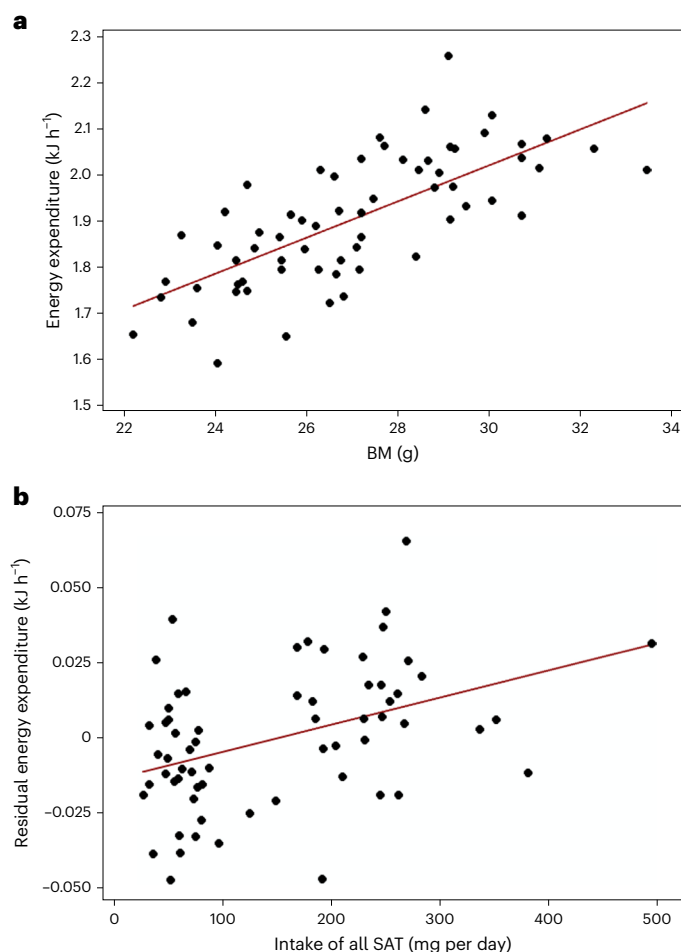 a
2.3
2.2
2.1
2.0
1.9
1.8
1.7
1.6
1.5
Energy expenditure (kJ h⁻¹)
22 24 26 28 30 32 34
BM (g)
b
0.075
0.050
0.025
0
−0.025
−0.050
Residual energy expenditure (kJ h⁻¹)
0 100 200 300 400 500
Intake of all SAT (mg per day)